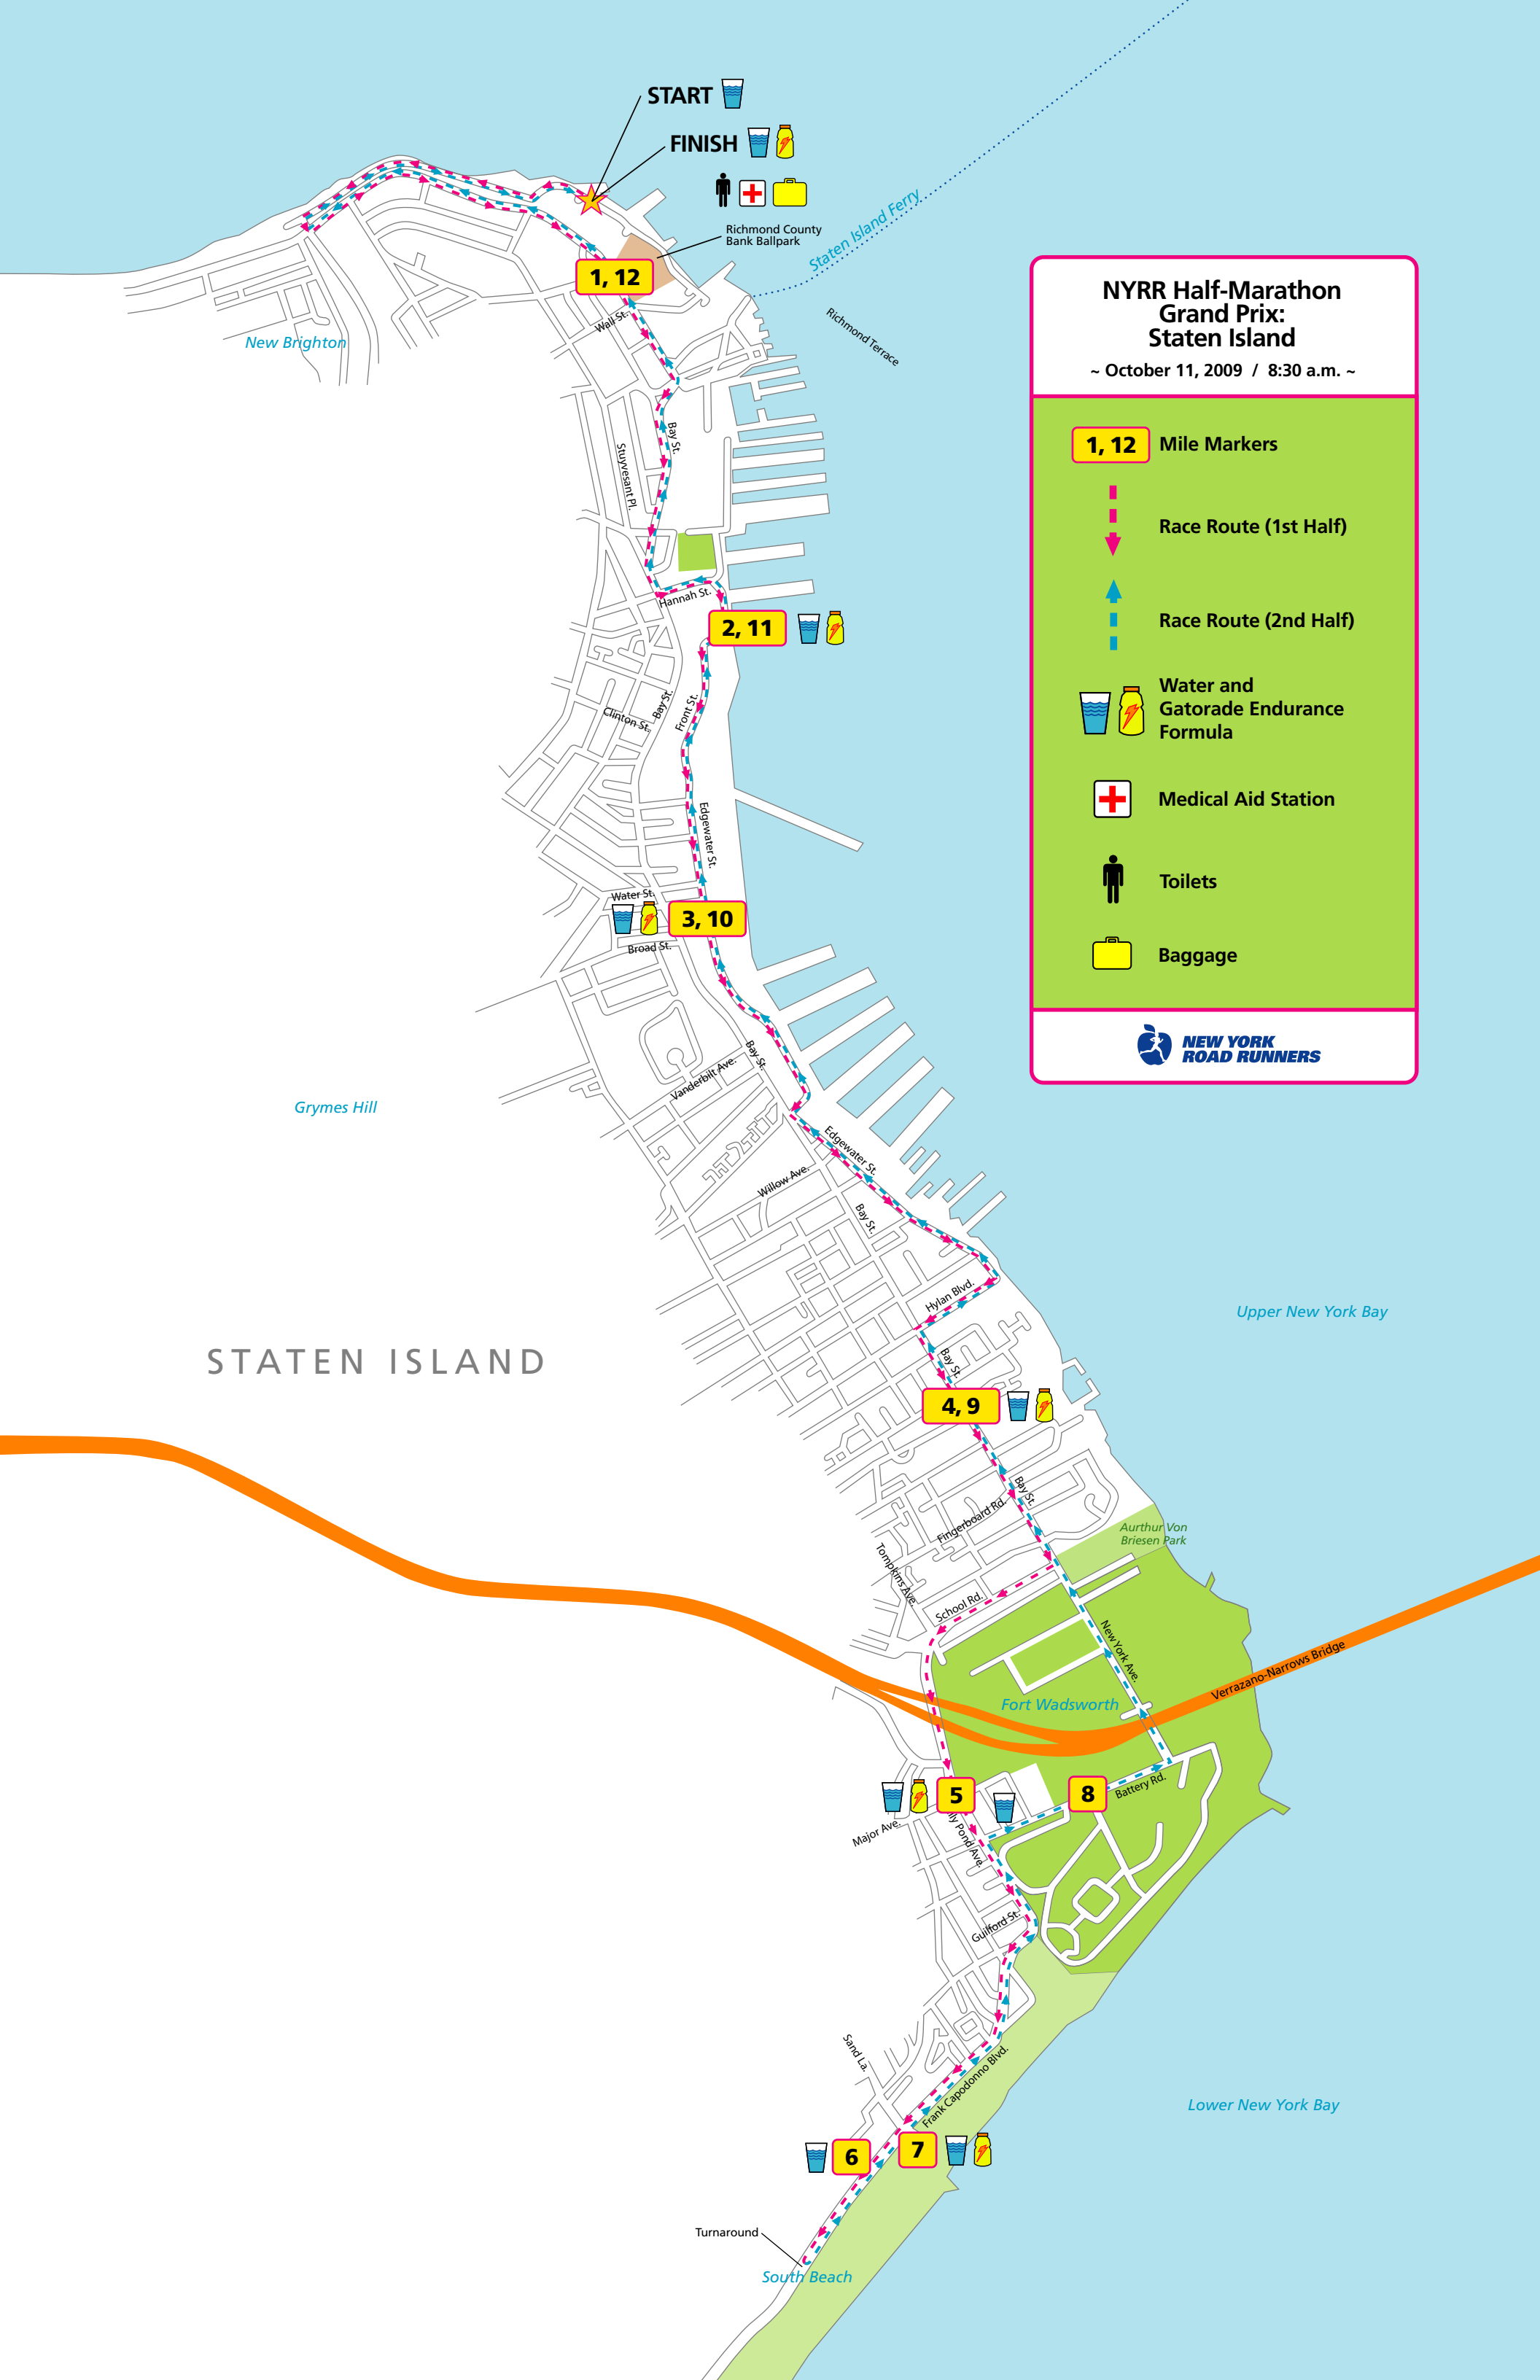 START
FINISH
Richmond County
Bank Ballpark
Staten Island Ferry
1, 12
Wall St.
New Brighton
Richmond Terrace
NYRR Half-Marathon
Grand Prix:
Staten Island
~ October 11, 2009 / 8:30 a.m. ~
1, 12 Mile Markers
Race Route (1st Half)
Race Route (2nd Half)
Water and
Gatorade Endurance
Formula
Medical Aid Station
Toilets
Baggage
NEW YORK
ROAD RUNNERS
Bay St.
Stuyvesant Pl.
Hannah St.
2, 11
Bay St.
Front St.
Clinton St.
Edgewater St.
Water St.
3, 10
Broad St.
Bay St.
Vanderbilt Ave.
Grymes Hill
Edgewater St.
Willow Ave.
Bay St.
Hylan Blvd.
Upper New York Bay
STATEN ISLAND
Bay St.
4, 9
Bay St.
Fingerboard Rd.
Aurthur Von
Briesen Park
Tompkins Ave.
School Rd.
New York Ave.
Verrazano-Narrows Bridge
Fort Wadsworth
5
8
Battery Rd.
Major Ave.
lly Pond Ave.
Guilford St.
Sand La.
Frank Capodonno Blvd.
Lower New York Bay
6
7
Turnaround
South Beach